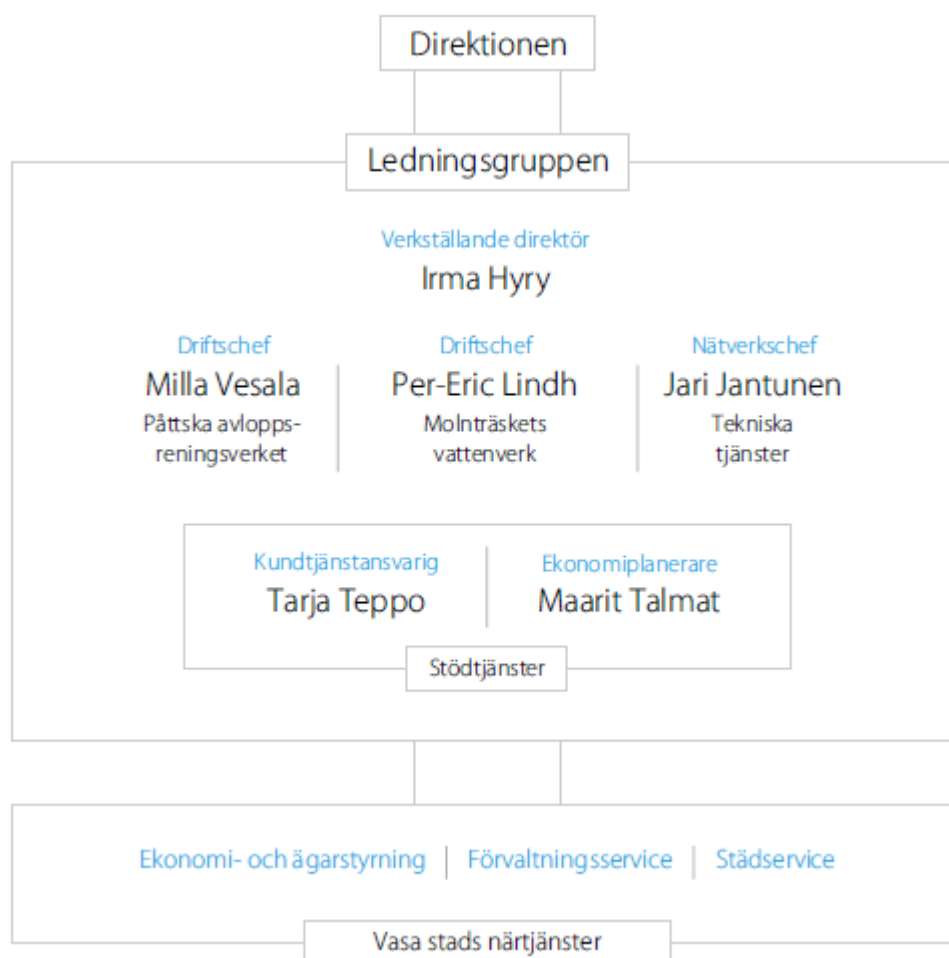 Direktionen
Ledningsgruppen
Verkställande direktör
Irma Hyry
Driftschef
Milla Vesala
Påttska avlopps-
reningsverket
Driftschef
Per-Eric Lindh
Molnträskets
vattenverk
Nätverkschef
Jari Jantunen
Tekniska
tjänster
Kundtjänstansvarig
Tarja Teppo
Ekonomiplanerare
Maarit Talmat
Stödtjänster
Ekonomi- och ägarstyrning
Förvaltningsservice
Städservice
Vasa stads närtjänster